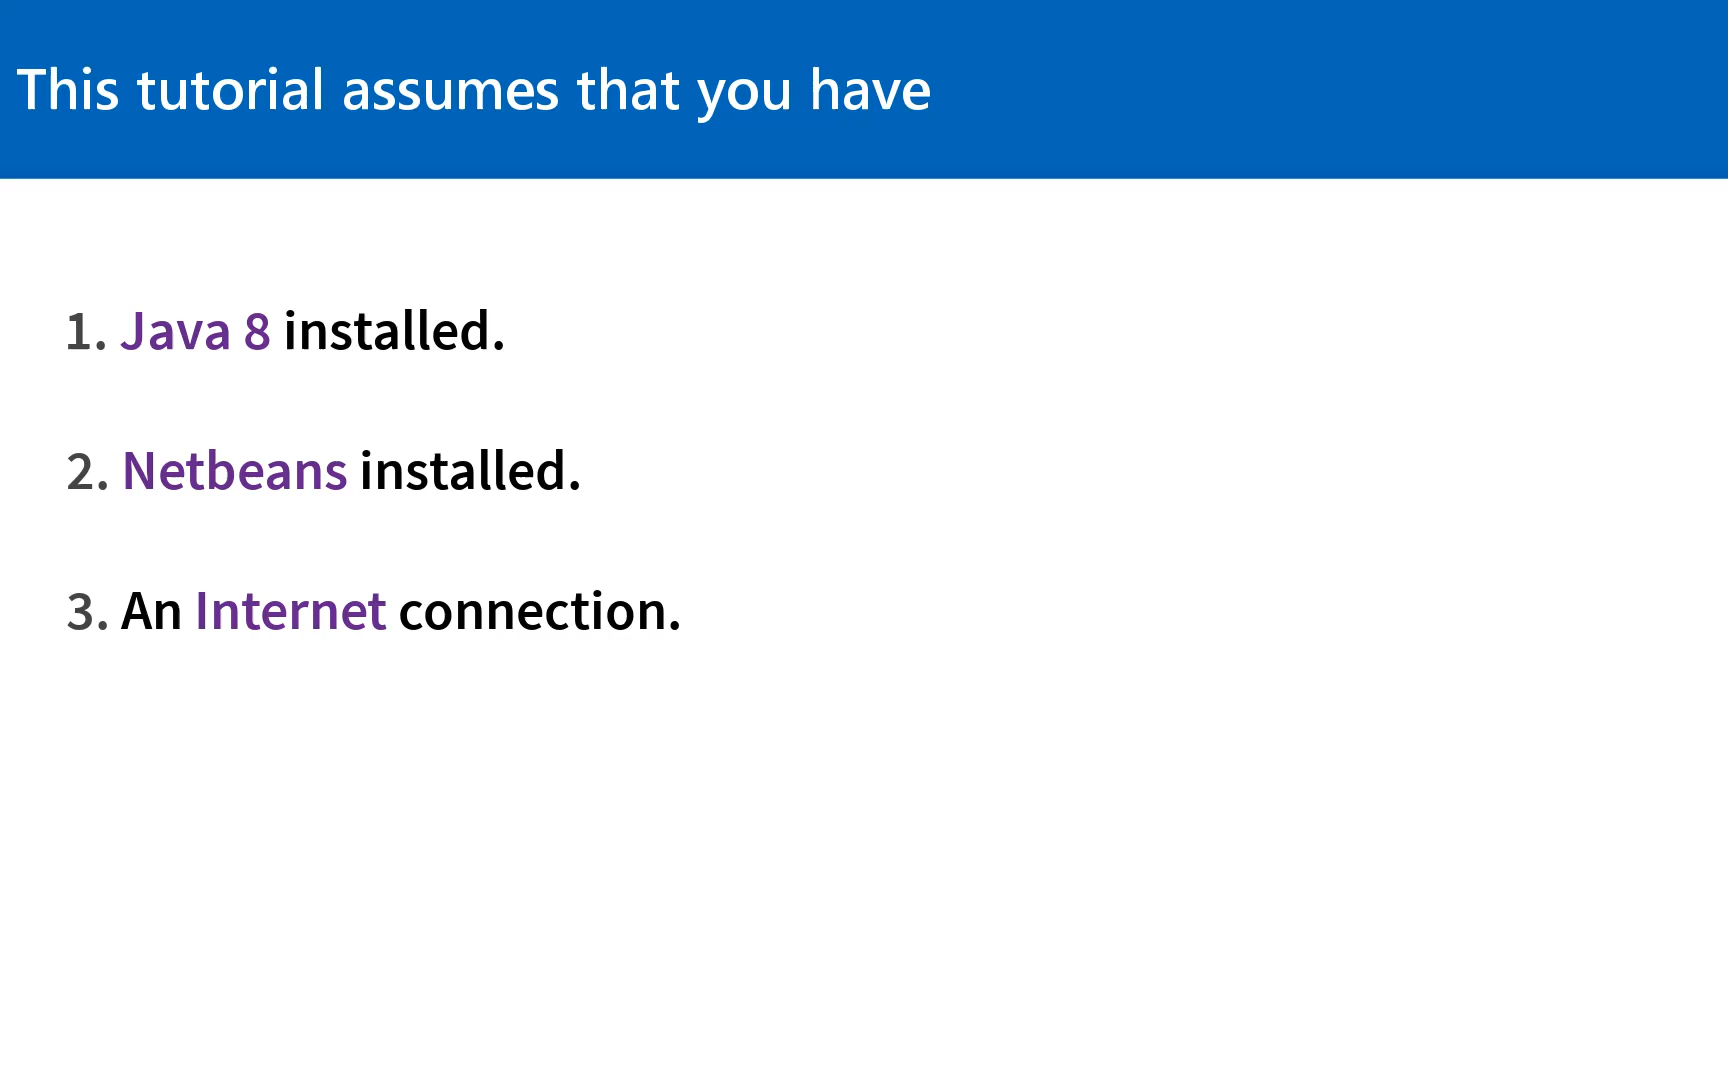 This tutorial assumes that you have
1. Java 8 installed.
2. Netbeans installed.
3. An Internet connection.